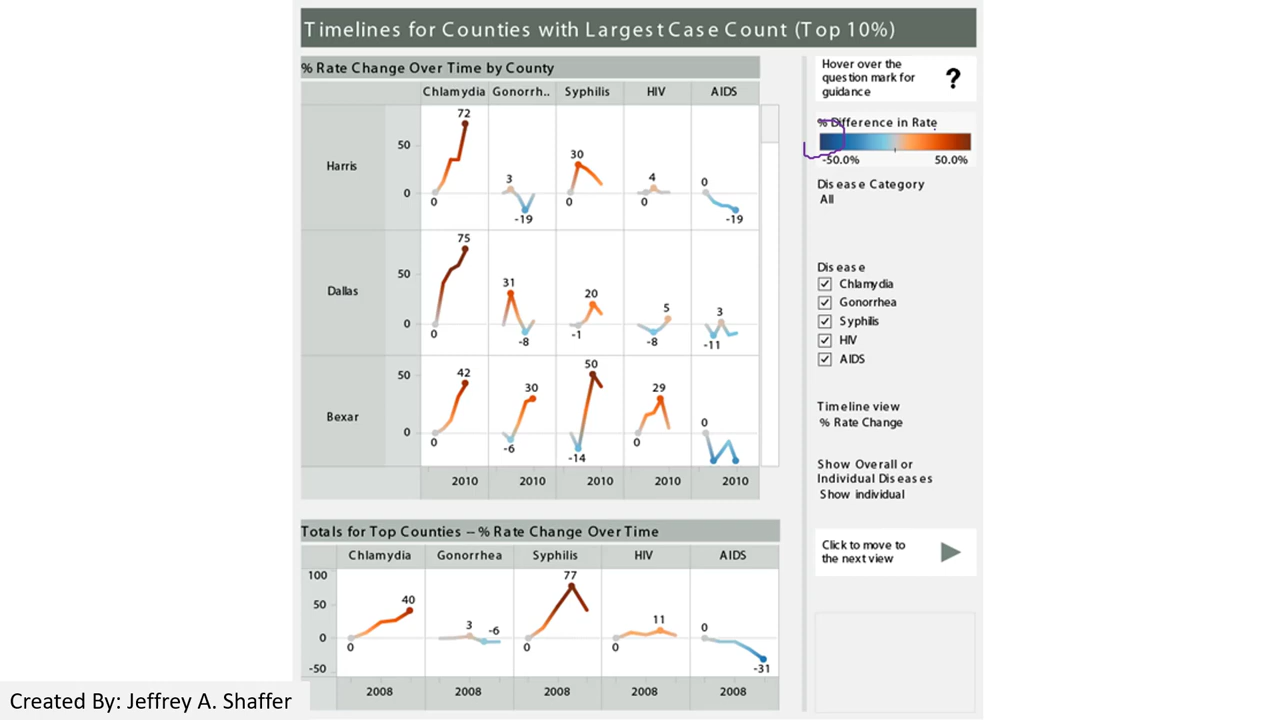 Timelines for Counties with Largest Case Count (Top 10%)
% Rate Change Over Time by County
Chlamydia Gonorrh.. Syphilis HIV AIDS
Harris
50
0
72
0
3
-19
30
0
4
0
0
-19
Dallas
50
0
75
0
31
-8
20
-1
5
-8
3
-11
Bexar
50
0
42
0
30
-6
50
-14
29
0
0
2010 2010 2010 2010 2010
Totals for Top Counties -- % Rate Change Over Time
Chlamydia Gonorrhea Syphilis HIV AIDS
100
50
0
-50
40
0
3
-6
77
0
11
0
0
-31
2008 2008 2008 2008 2008
Hover over the
question mark for
guidance
?
% Difference in Rate
-50.0% 50.0%
Disease Category
All
Disease
Chlamydia
Gonorrhea
Syphilis
HIV
AIDS
Timeline view
% Rate Change
Show Overall or
Individual Diseases
Show individual
Click to move to
the next view
Created By: Jeffrey A. Shaffer